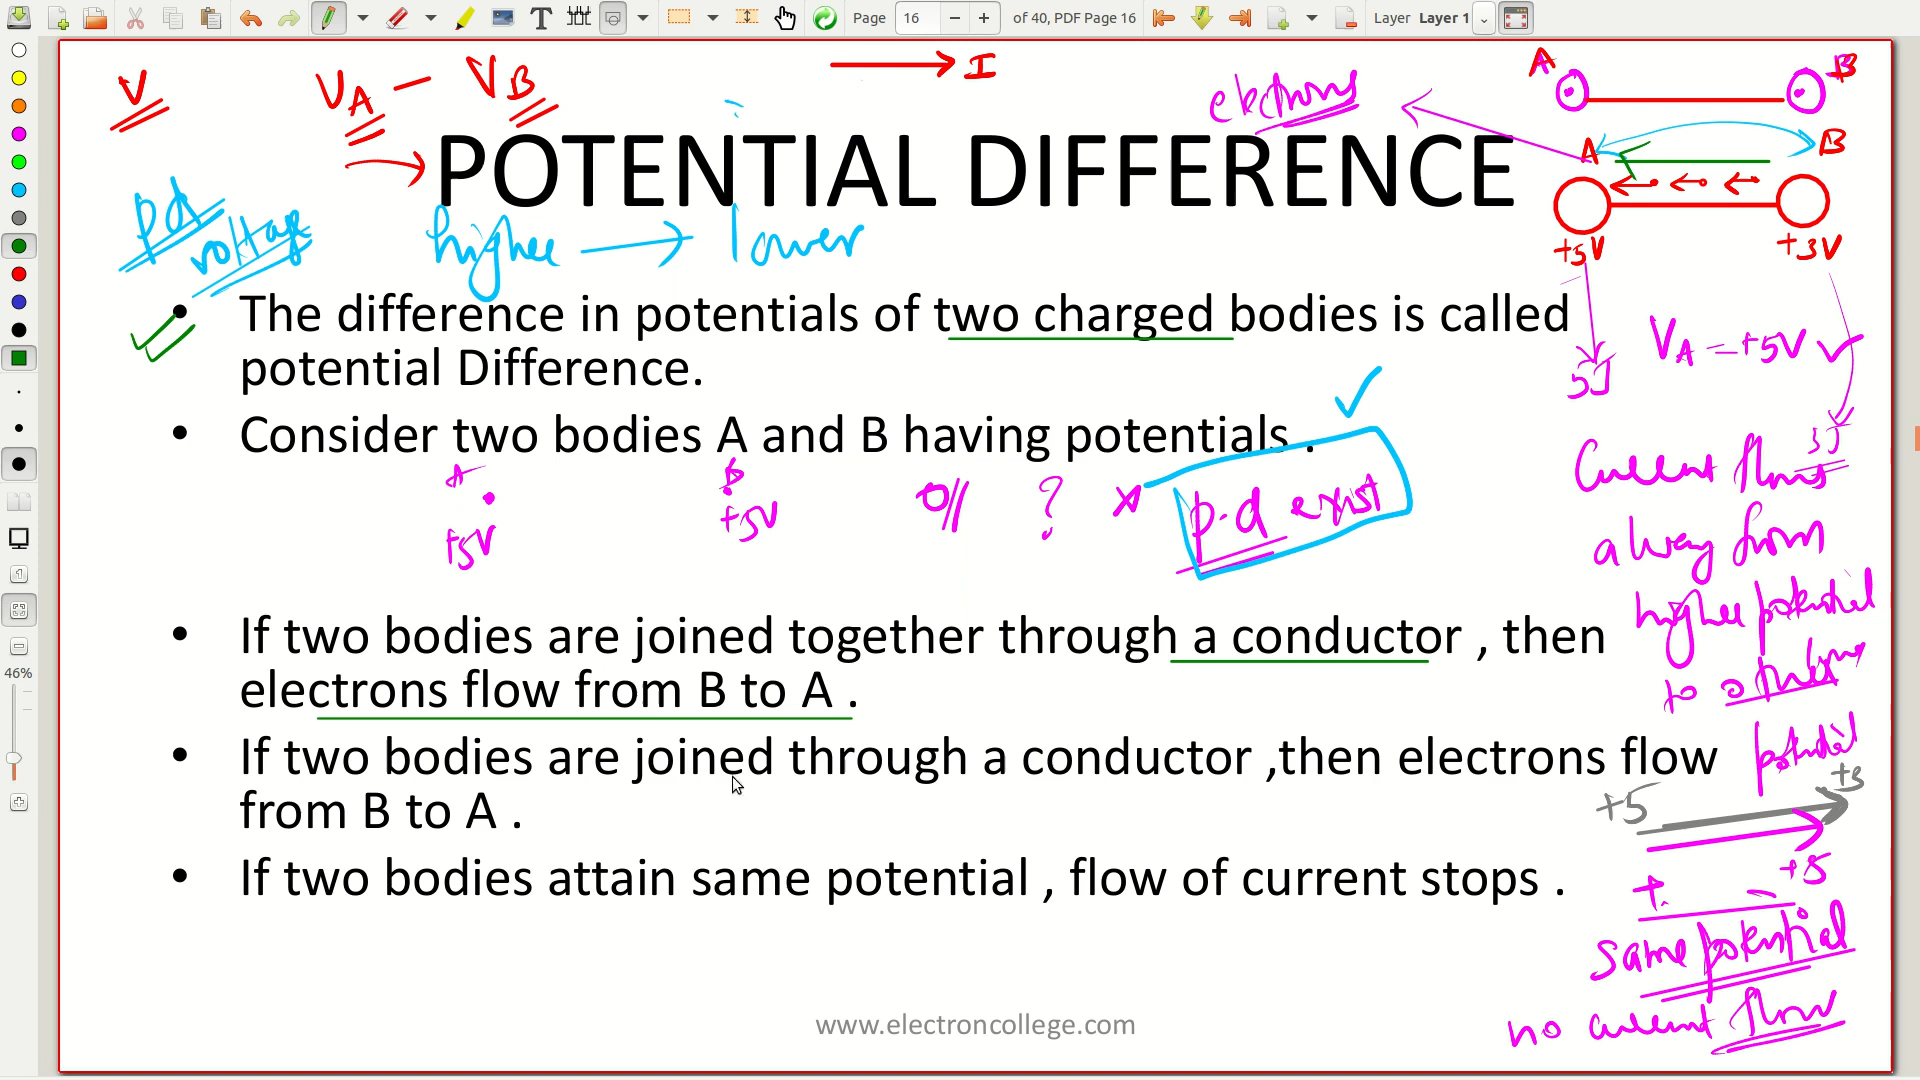 Page 16 of 40, PDF Page 16 Layer Layer 1
46%
V
VA - VB
I
electrons
A B
A B
POTENTIAL DIFFERENCE
+5V +3V
pd
voltage
higher → lower
• The difference in potentials of two charged bodies is called
potential Difference.
VA = +5V
5J
• Consider two bodies A and B having potentials .
3J
A B
+5V +5V ? p.d exist
Current flows
alway from
higher potential
to other
potential
• If two bodies are joined together through a conductor , then
electrons flow from B to A .
• If two bodies are joined through a conductor ,then electrons flow
from B to A .
+5 +3
+5
+ -
• If two bodies attain same potential , flow of current stops .
same potential
no current flow
www.electroncollege.com